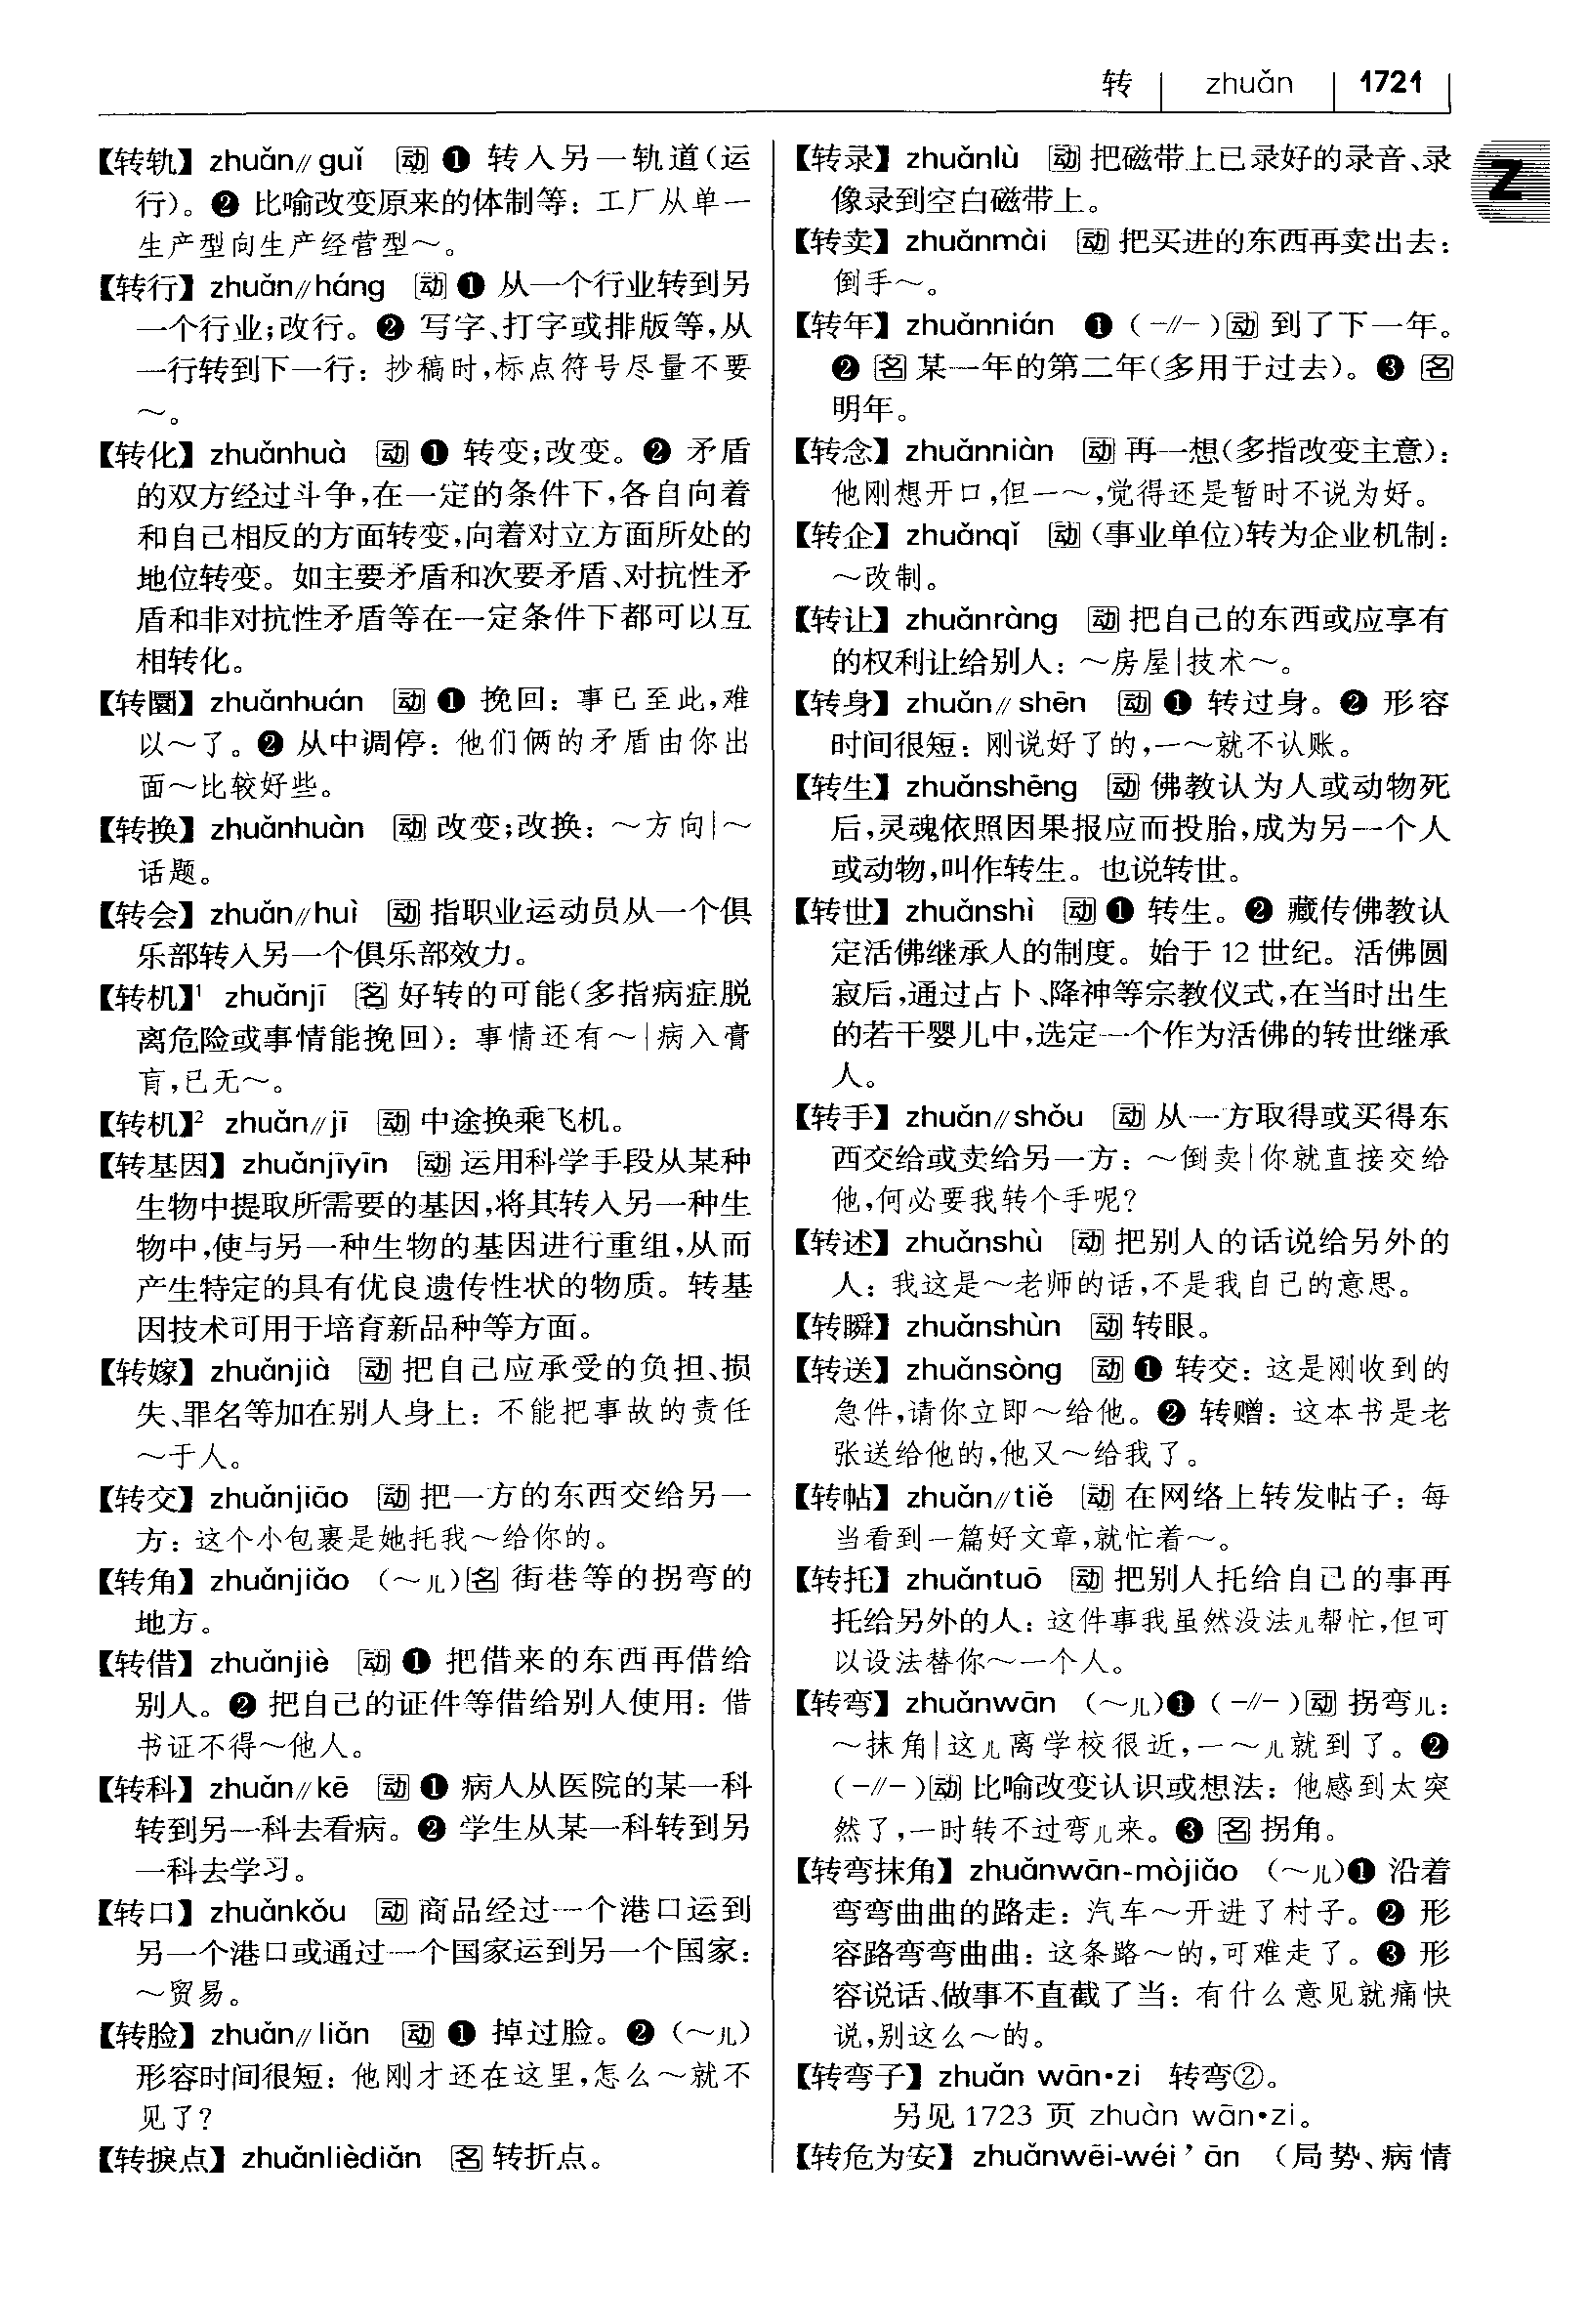 转 zhuǎn 1721
Z
【转轨】 zhuǎn//guǐ 动 ❶ 转入另一轨道(运
行)。❷ 比喻改变原来的体制等：工厂从单一
生产型向生产经营型～。
【转行】 zhuǎn//háng 动 ❶ 从一个行业转到另
一个行业;改行。❷ 写字、打字或排版等,从
一行转到下一行：抄稿时,标点符号尽量不要
～。
【转化】 zhuǎnhuà 动 ❶ 转变;改变。❷ 矛盾
的双方经过斗争,在一定的条件下,各自向着
和自己相反的方面转变,向着对立方面所处的
地位转变。如主要矛盾和次要矛盾、对抗性矛
盾和非对抗性矛盾等在一定条件下都可以互
相转化。
【转圜】 zhuǎnhuán 动 ❶ 挽回：事已至此,难
以～了。❷ 从中调停：他们俩的矛盾由你出
面～比较好些。
【转换】 zhuǎnhuàn 动 改变;改换：～方向|～
话题。
【转会】 zhuǎn//huì 动 指职业运动员从一个俱
乐部转入另一个俱乐部效力。
【转机】¹ zhuǎnjī 名 好转的可能(多指病症脱
离危险或事情能挽回)：事情还有～|病入膏
肓,已无～。
【转机】² zhuǎn//jī 动 中途换乘飞机。
【转基因】 zhuǎnjīyīn 动 运用科学手段从某种
生物中提取所需要的基因,将其转入另一种生
物中,使与另一种生物的基因进行重组,从而
产生特定的具有优良遗传性状的物质。转基
因技术可用于培育新品种等方面。
【转嫁】 zhuǎnjià 动 把自己应承受的负担、损
失、罪名等加在别人身上：不能把事故的责任
～于人。
【转交】 zhuǎnjiāo 动 把一方的东西交给另一
方：这个小包裹是她托我～给你的。
【转角】 zhuǎnjiǎo (～儿)名 街巷等的拐弯的
地方。
【转借】 zhuǎnjiè 动 ❶ 把借来的东西再借给
别人。❷ 把自己的证件等借给别人使用：借
书证不得～他人。
【转科】 zhuǎn//kē 动 ❶ 病人从医院的某一科
转到另一科去看病。❷ 学生从某一科转到另
一科去学习。
【转口】 zhuǎnkǒu 动 商品经过一个港口运到
另一个港口或通过一个国家运到另一个国家：
～贸易。
【转脸】 zhuǎn//liǎn 动 ❶ 掉过脸。❷ (～儿)
形容时间很短：他刚才还在这里,怎么～就不
见了?
【转捩点】 zhuǎnlièdiǎn 名 转折点。
【转录】 zhuǎnlù 动 把磁带上已录好的录音、录
像录到空白磁带上。
【转卖】 zhuǎnmài 动 把买进的东西再卖出去：
倒手～。
【转年】 zhuǎnnián ❶ (-//-)动 到了下一年。
❷ 名 某一年的第二年(多用于过去)。❸ 名
明年。
【转念】 zhuǎnniàn 动 再一想(多指改变主意)：
他刚想开口,但一～,觉得还是暂时不说为好。
【转企】 zhuǎnqǐ 动 (事业单位)转为企业机制：
～改制。
【转让】 zhuǎnràng 动 把自己的东西或应享有
的权利让给别人：～房屋|技术～。
【转身】 zhuǎn//shēn 动 ❶ 转过身。❷ 形容
时间很短：刚说好了的,一～就不认账。
【转生】 zhuǎnshēng 动 佛教认为人或动物死
后,灵魂依照因果报应而投胎,成为另一个人
或动物,叫作转生。也说转世。
【转世】 zhuǎnshì 动 ❶ 转生。❷ 藏传佛教认
定活佛继承人的制度。始于 12 世纪。活佛圆
寂后,通过占卜、降神等宗教仪式,在当时出生
的若干婴儿中,选定一个作为活佛的转世继承
人。
【转手】 zhuǎn//shǒu 动 从一方取得或买得东
西交给或卖给另一方：～倒卖|你就直接交给
他,何必要我转个手呢?
【转述】 zhuǎnshù 动 把别人的话说给另外的
人：我这是～老师的话,不是我自己的意思。
【转瞬】 zhuǎnshùn 动 转眼。
【转送】 zhuǎnsòng 动 ❶ 转交：这是刚收到的
急件,请你立即～给他。❷ 转赠：这本书是老
张送给他的,他又～给我了。
【转帖】 zhuǎn//tiě 动 在网络上转发帖子：每
当看到一篇好文章,就忙着～。
【转托】 zhuǎntuō 动 把别人托给自己的事再
托给另外的人：这件事我虽然没法儿帮忙,但可
以设法替你～一个人。
【转弯】 zhuǎnwān (～儿)❶ (-//-)动 拐弯儿：
～抹角|这儿离学校很近,一～儿就到了。❷
(-//-)动 比喻改变认识或想法：他感到太突
然了,一时转不过弯儿来。❸ 名 拐角。
【转弯抹角】 zhuǎnwān-mòjiǎo (～儿)❶ 沿着
弯弯曲曲的路走：汽车～开进了村子。❷ 形
容路弯弯曲曲：这条路～的,可难走了。❸ 形
容说话、做事不直截了当：有什么意见就痛快
说,别这么～的。
【转弯子】 zhuǎn wān•zi 转弯②。
另见 1723 页 zhuàn wān•zi。
【转危为安】 zhuǎnwēi-wéi’ān (局势、病情